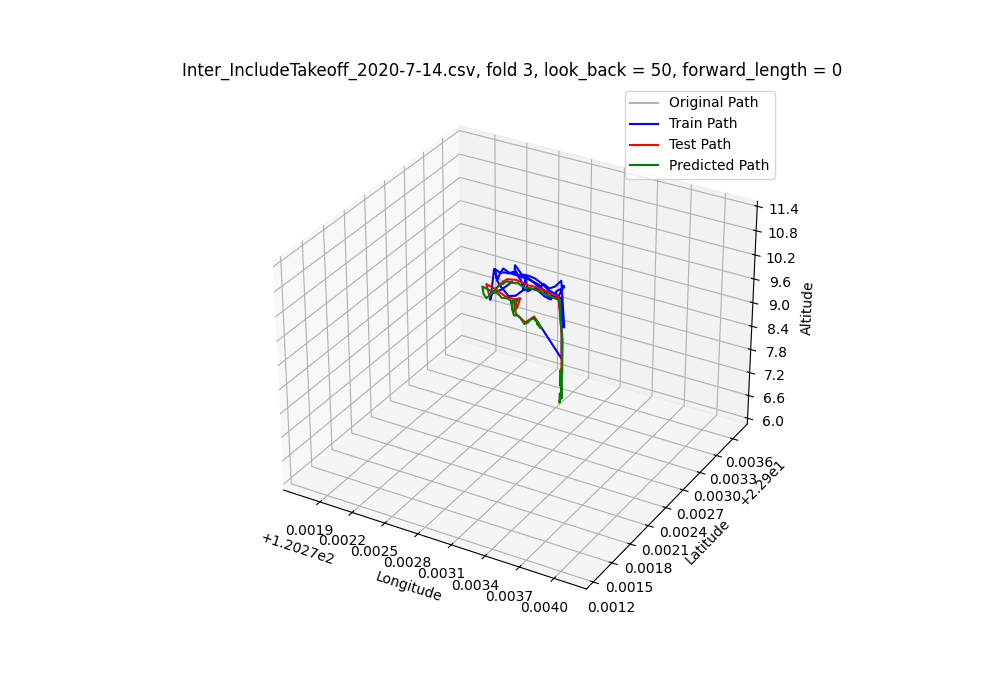 Inter_IncludeTakeoff_2020-7-14.csv, fold 3, look_back = 50, forward_length = 0
Original Path
Train Path
Test Path
Predicted Path
11.4
10.8
10.2
9.6
9.0
8.4
7.8
7.2
6.6
6.0
Altitude
0.0036
0.0033
0.0030
0.0027
0.0024
0.0021
0.0018
0.0015
0.0012
+2.29e1
Latitude
0.0019
0.0022
0.0025
0.0028
0.0031
0.0034
0.0037
0.0040
+1.2027e2
Longitude